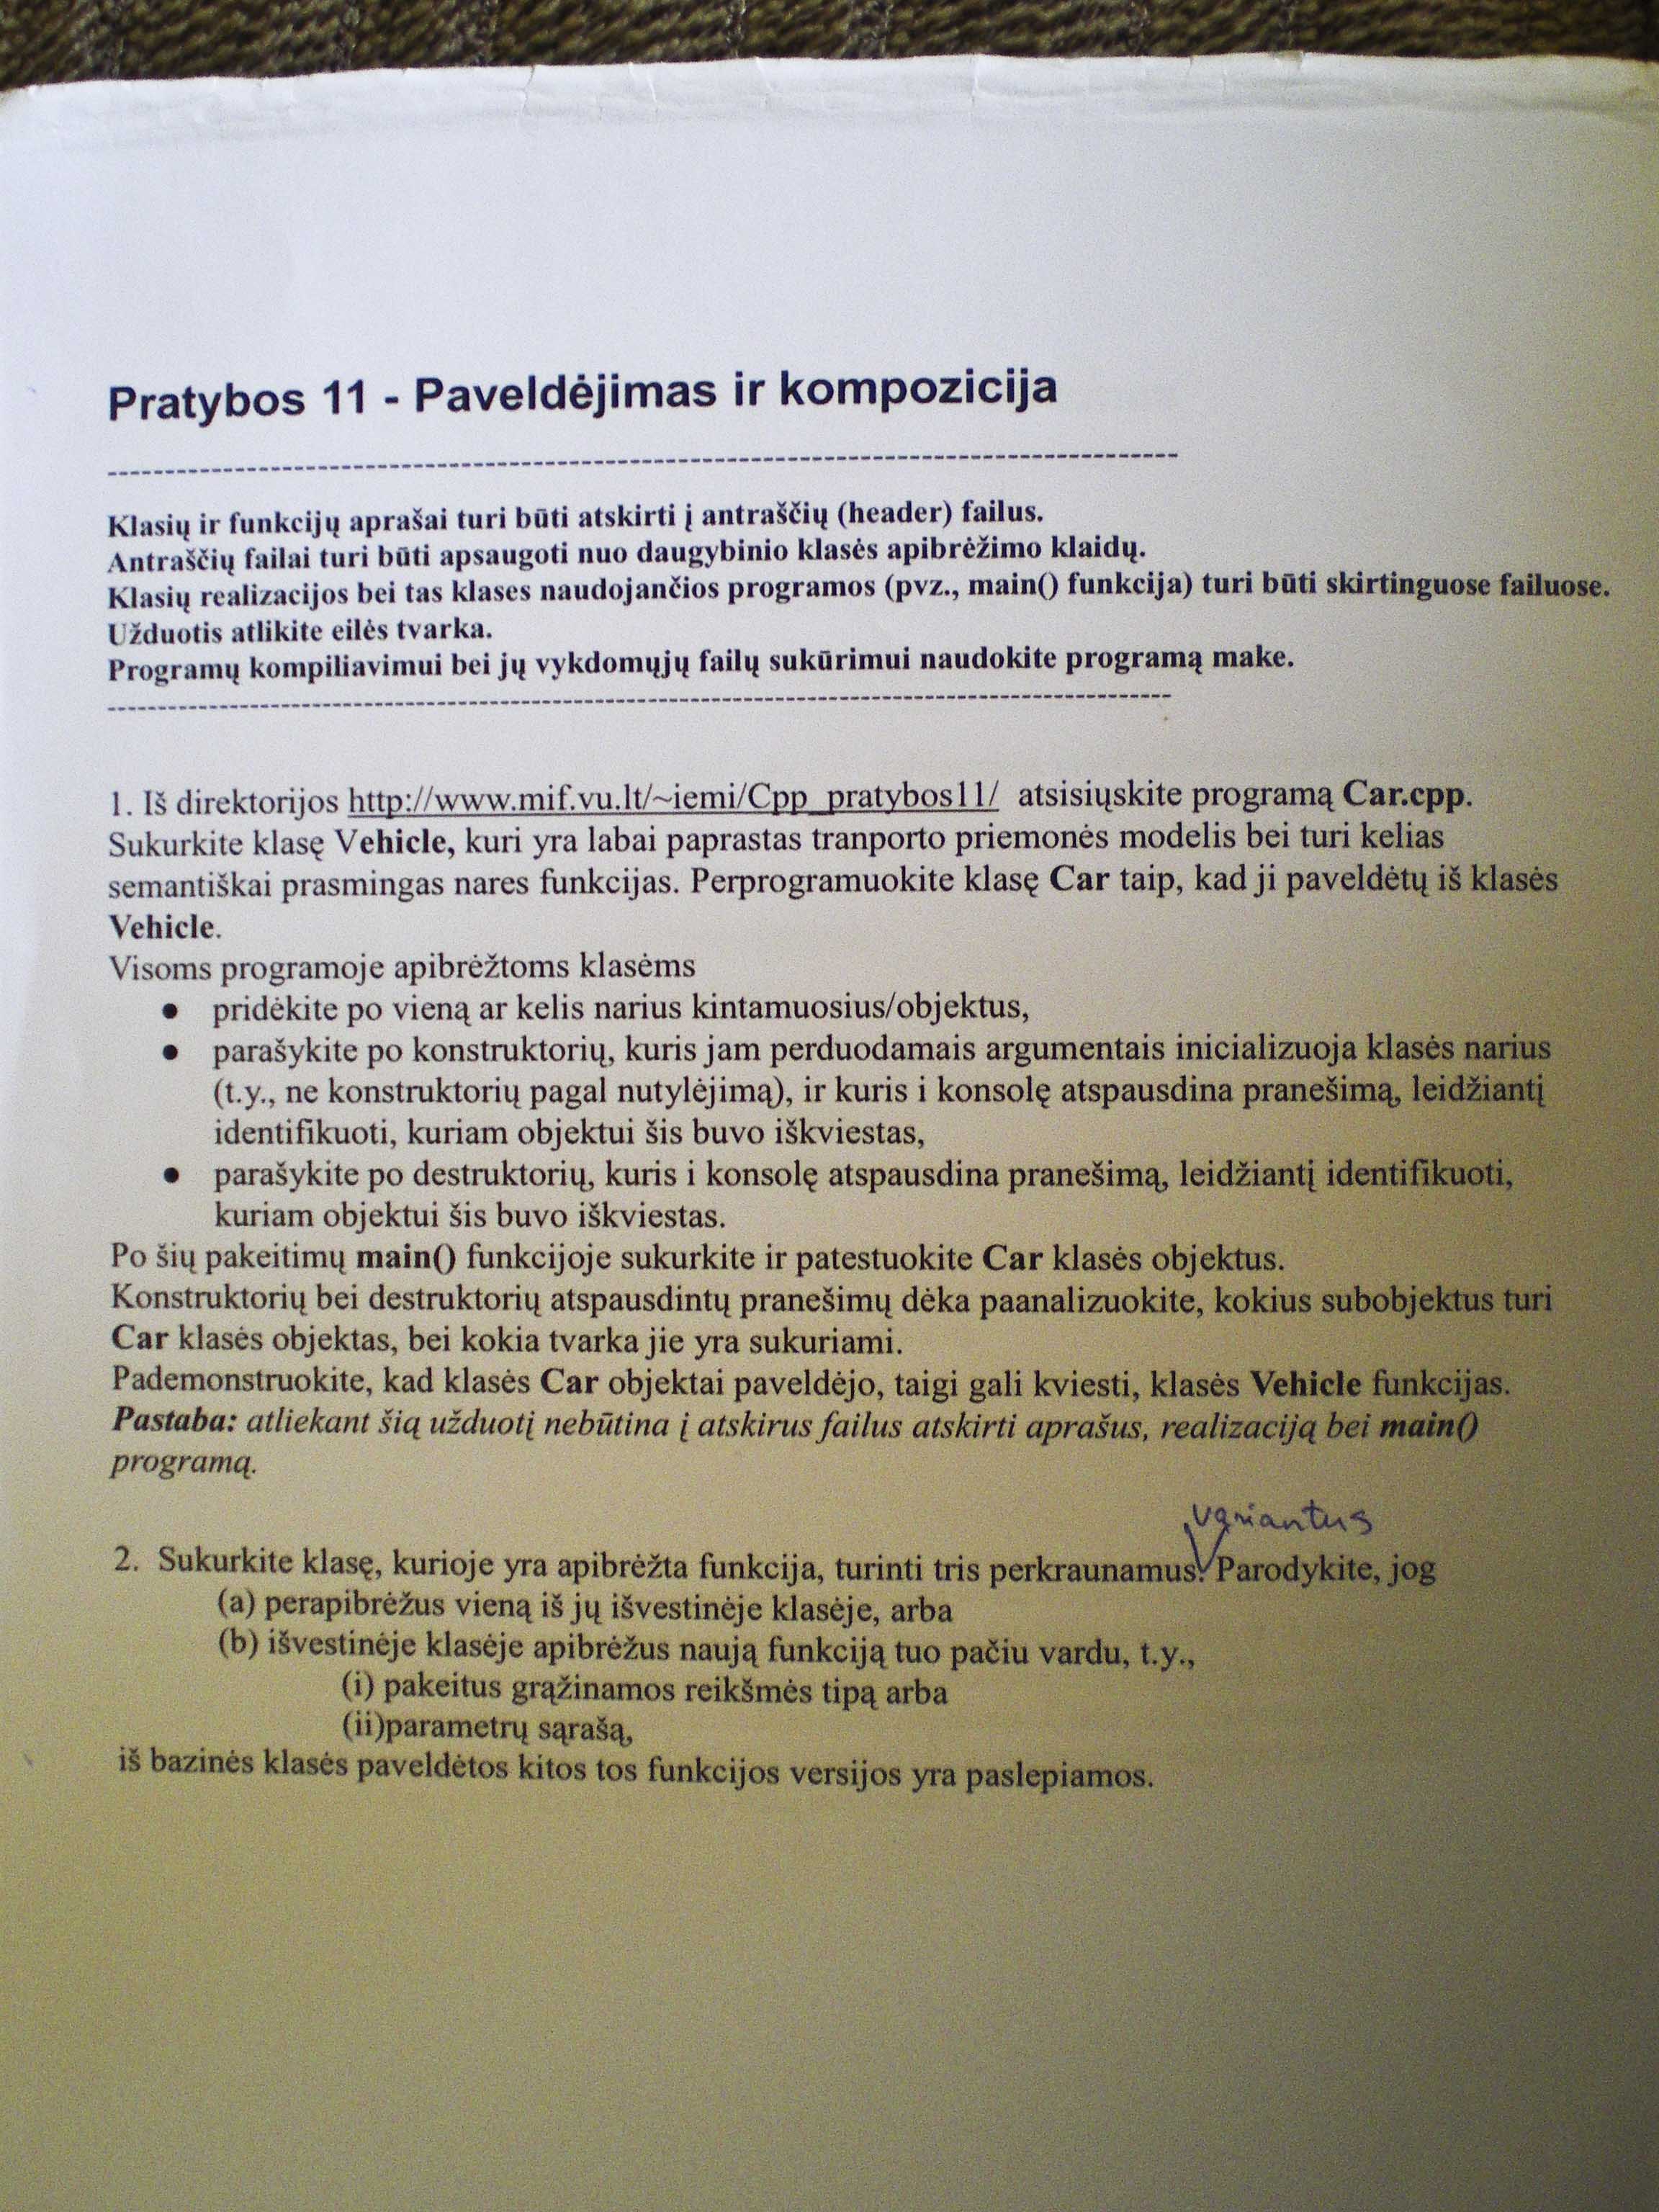 Pratybos 11 - Paveldėjimas ir kompozicija
--------------------------------------------------------------------------------------------
Klasių ir funkcijų aprašai turi būti atskirti į antraščių (header) failus.
Antraščių failai turi būti apsaugoti nuo daugybinio klasės apibrėžimo klaidų.
Klasių realizacijos bei tas klases naudojančios programos (pvz., main() funkcija) turi būti skirtinguose failuose.
Užduotis atlikite eilės tvarka.
Programų kompiliavimui bei jų vykdomųjų failų sukūrimui naudokite programą make.
--------------------------------------------------------------------------------------------
1. Iš direktorijos http://www.mif.vu.lt/~iemi/Cpp_pratybos11/ atsisiųskite programą Car.cpp.
Sukurkite klasę Vehicle, kuri yra labai paprastas tranporto priemonės modelis bei turi kelias
semantiškai prasmingas nares funkcijas. Perprogramuokite klasę Car taip, kad ji paveldėtų iš klasės
Vehicle.
Visoms programoje apibrėžtoms klasėms
● pridėkite po vieną ar kelis narius kintamuosius/objektus,
● parašykite po konstruktorių, kuris jam perduodamais argumentais inicializuoja klasės narius
(t.y., ne konstruktorių pagal nutylėjimą), ir kuris i konsolę atspausdina pranešimą, leidžiantį
identifikuoti, kuriam objektui šis buvo iškviestas,
● parašykite po destruktorių, kuris i konsolę atspausdina pranešimą, leidžiantį identifikuoti,
kuriam objektui šis buvo iškviestas.
Po šių pakeitimų main() funkcijoje sukurkite ir patestuokite Car klasės objektus.
Konstruktorių bei destruktorių atspausdintų pranešimų dėka paanalizuokite, kokius subobjektus turi
Car klasės objektas, bei kokia tvarka jie yra sukuriami.
Pademonstruokite, kad klasės Car objektai paveldėjo, taigi gali kviesti, klasės Vehicle funkcijas.
Pastaba: atliekant šią užduotį nebūtina į atskirus failus atskirti aprašus, realizaciją bei main()
programą.
variantus
2. Sukurkite klasę, kurioje yra apibrėžta funkcija, turinti tris perkraunamus. Parodykite, jog
(a) perapibrėžus vieną iš jų išvestinėje klasėje, arba
(b) išvestinėje klasėje apibrėžus naują funkciją tuo pačiu vardu, t.y.,
(i) pakeitus grąžinamos reikšmės tipą arba
(ii)parametrų sąrašą,
iš bazinės klasės paveldėtos kitos tos funkcijos versijos yra paslepiamos.